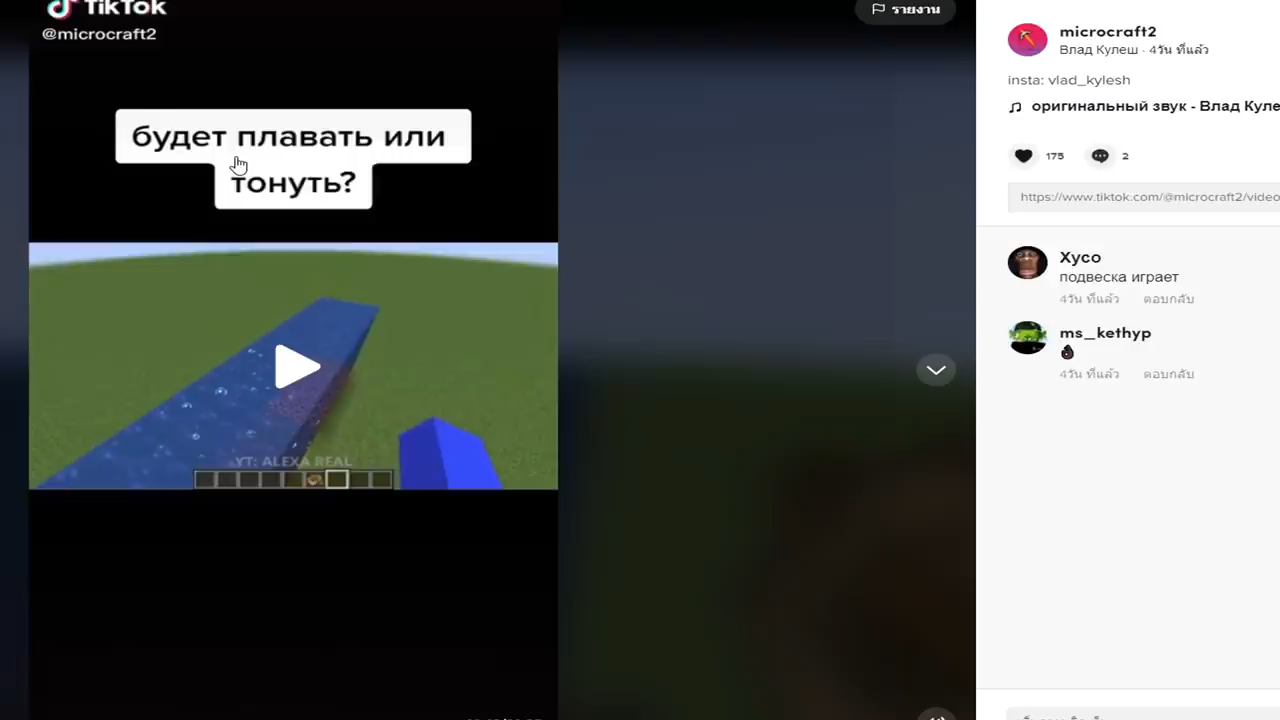 TikTok
@microcraft2
รายงาน
будет плавать или
тонуть?
YT: ALEXA REAL
microcraft2
Влад Кулеш · 4วัน ที่แล้ว
insta: vlad_kylesh
оригинальный звук - Влад Куле
175
2
https://www.tiktok.com/@microcraft2/video
Хусо
подвеска играет
4วัน ที่แล้ว ตอบกลับ
ms_kethyp
4วัน ที่แล้ว ตอบกลับ